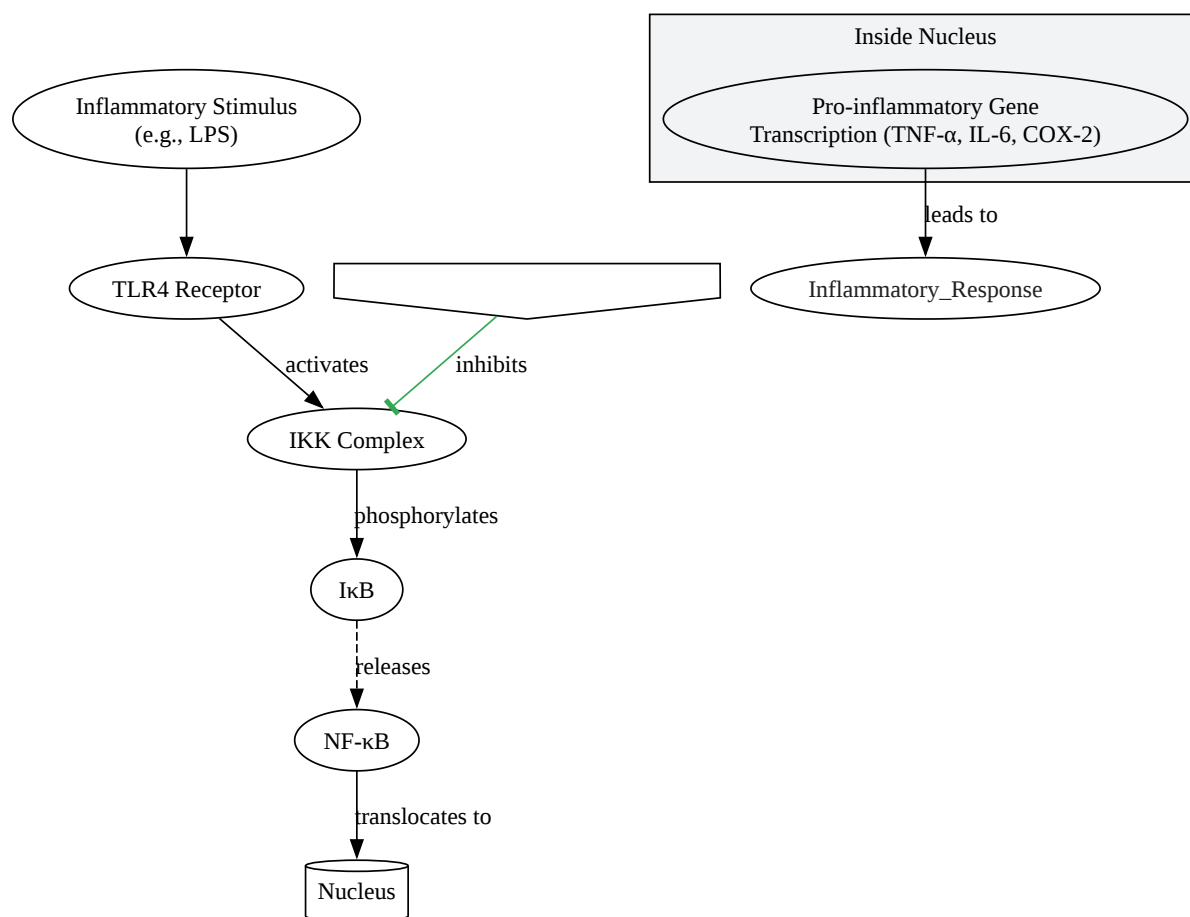 Inside Nucleus
Inflammatory Stimulus
(e.g., LPS)
Pro-inflammatory Gene
Transcription (TNF-α, IL-6, COX-2)
leads to
TLR4 Receptor
Inflammatory_Response
activates
inhibits
IKK Complex
phosphorylates
IκB
releases
NF-κB
translocates to
Nucleus